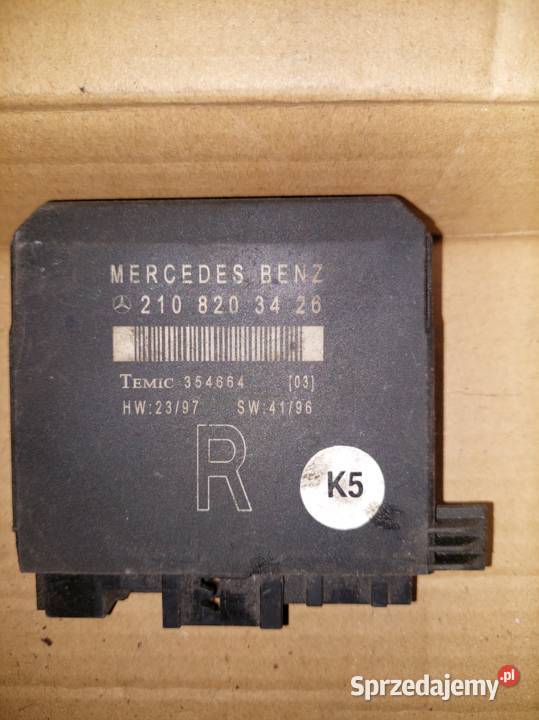 MERCEDES BENZ
210 820 34 26
TEMIC 354664 [03]
HW:23/97 SW:41/96
R
K5
Sprzedajemy.pl